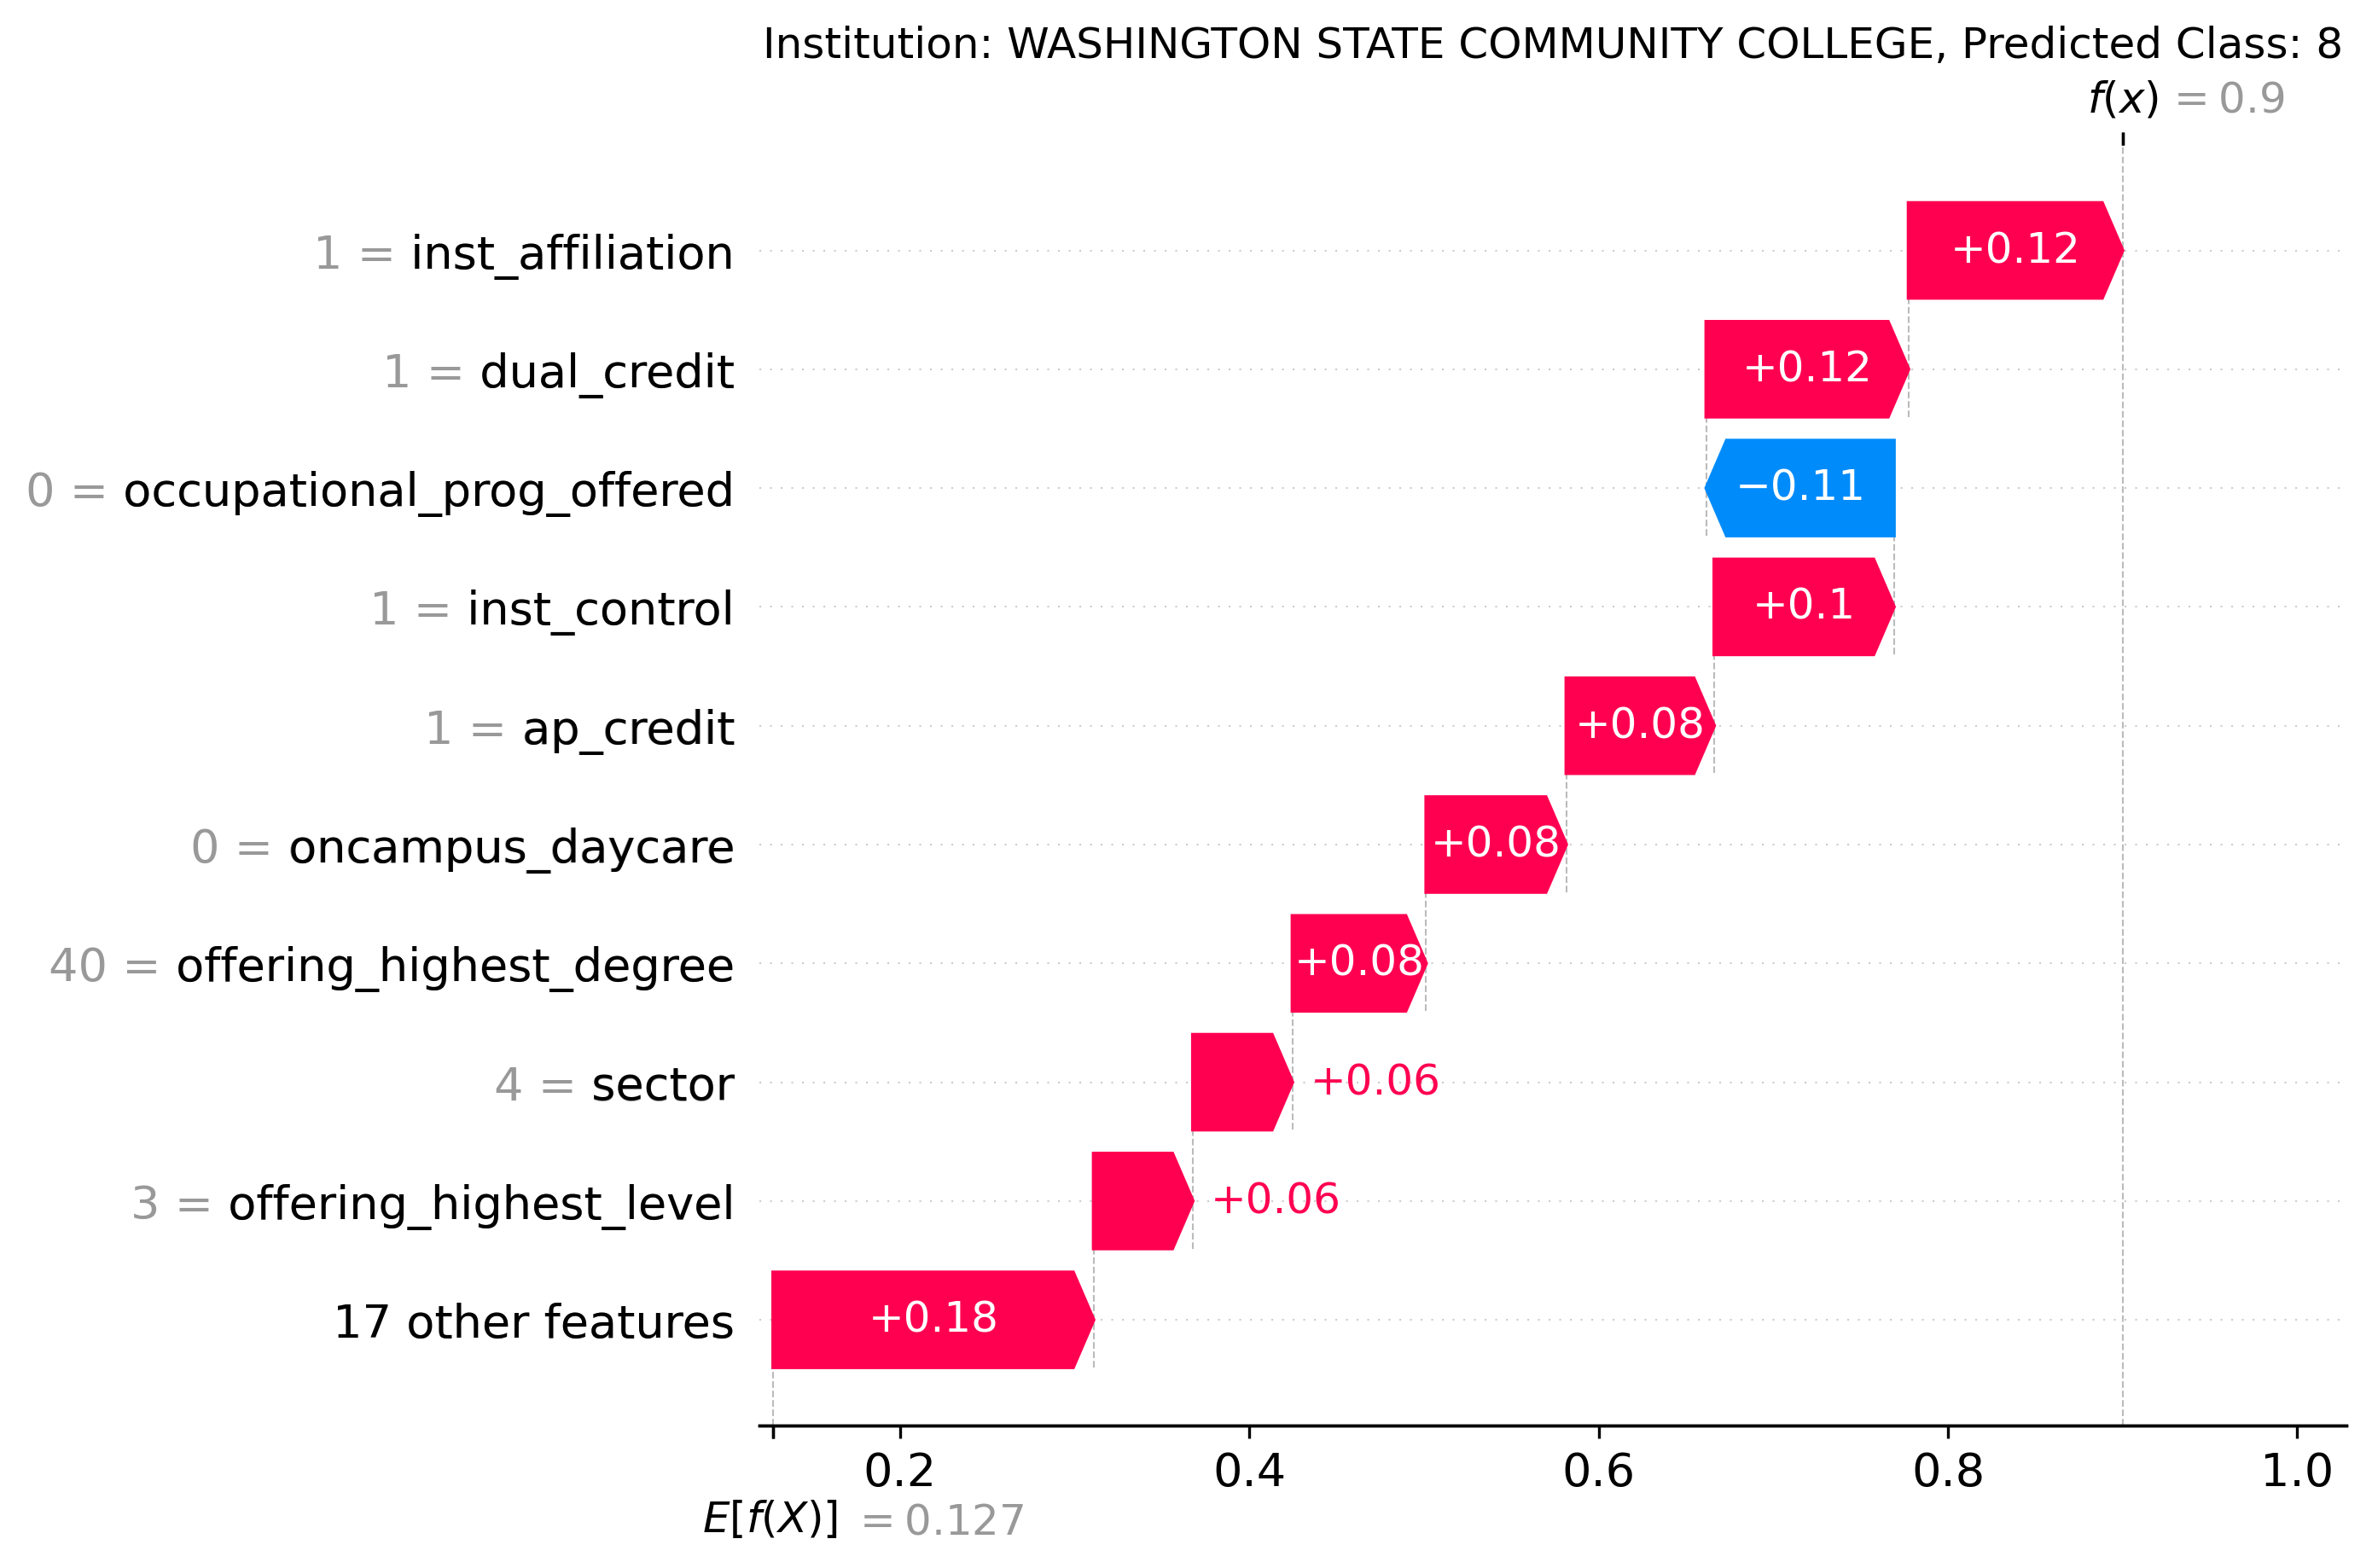 Institution: WASHINGTON STATE COMMUNITY COLLEGE, Predicted Class: 8
f(x) = 0.9
1 = inst_affiliation +0.12
1 = dual_credit +0.12
0 = occupational_prog_offered −0.11
1 = inst_control +0.1
1 = ap_credit +0.08
0 = oncampus_daycare +0.08
40 = offering_highest_degree +0.08
4 = sector +0.06
3 = offering_highest_level +0.06
17 other features +0.18
0.2 0.4 0.6 0.8 1.0
E[f(X)] = 0.127